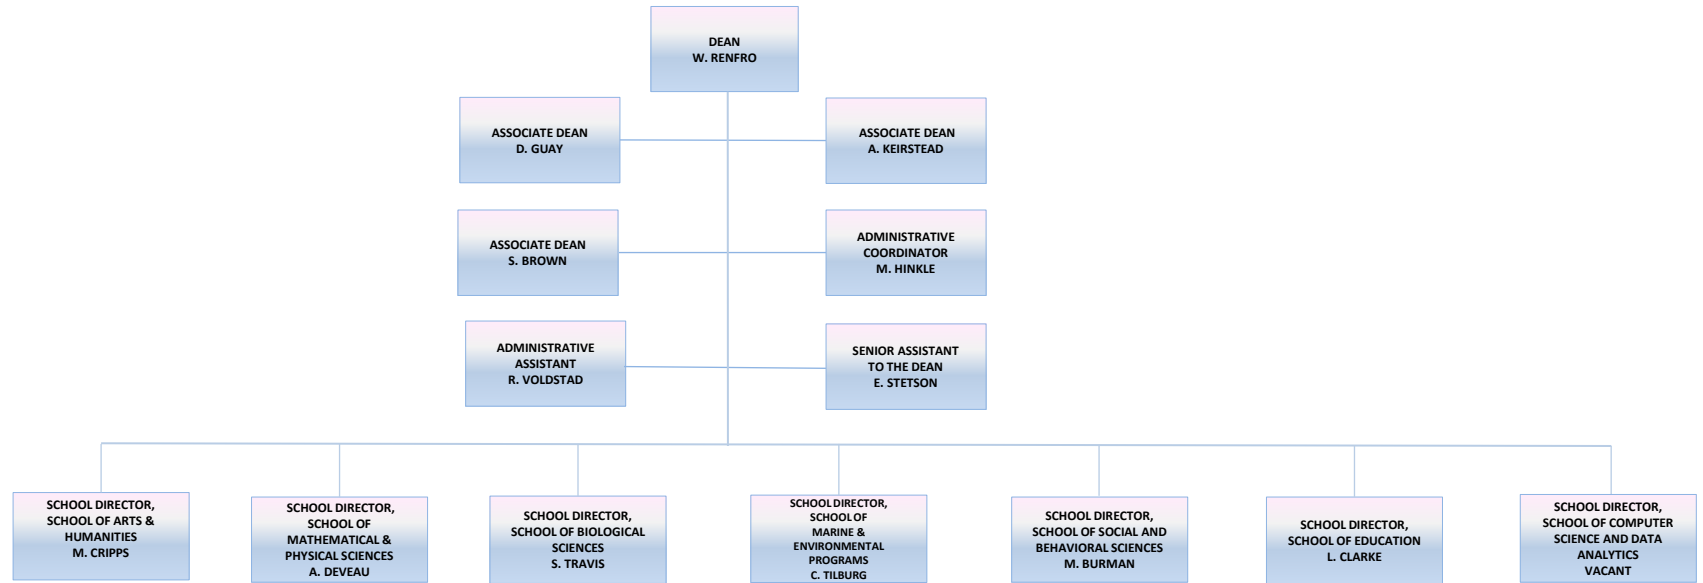 DEAN
W. RENFRO
ASSOCIATE DEAN
D. GUAY
ASSOCIATE DEAN
A. KEIRSTEAD
ASSOCIATE DEAN
S. BROWN
ADMINISTRATIVE
COORDINATOR
M. HINKLE
ADMINISTRATIVE
ASSISTANT
R. VOLDSTAD
SENIOR ASSISTANT
TO THE DEAN
E. STETSON
SCHOOL DIRECTOR,
SCHOOL OF ARTS &
HUMANITIES
M. CRIPPS
SCHOOL DIRECTOR,
SCHOOL OF
MATHEMATICAL &
PHYSICAL SCIENCES
A. DEVEAU
SCHOOL DIRECTOR,
SCHOOL OF BIOLOGICAL
SCIENCES
S. TRAVIS
SCHOOL DIRECTOR,
SCHOOL OF
MARINE &
ENVIRONMENTAL
PROGRAMS
C. TILBURG
SCHOOL DIRECTOR,
SCHOOL OF SOCIAL AND
BEHAVIORAL SCIENCES
M. BURMAN
SCHOOL DIRECTOR,
SCHOOL OF EDUCATION
L. CLARKE
SCHOOL DIRECTOR,
SCHOOL OF COMPUTER
SCIENCE AND DATA
ANALYTICS
VACANT